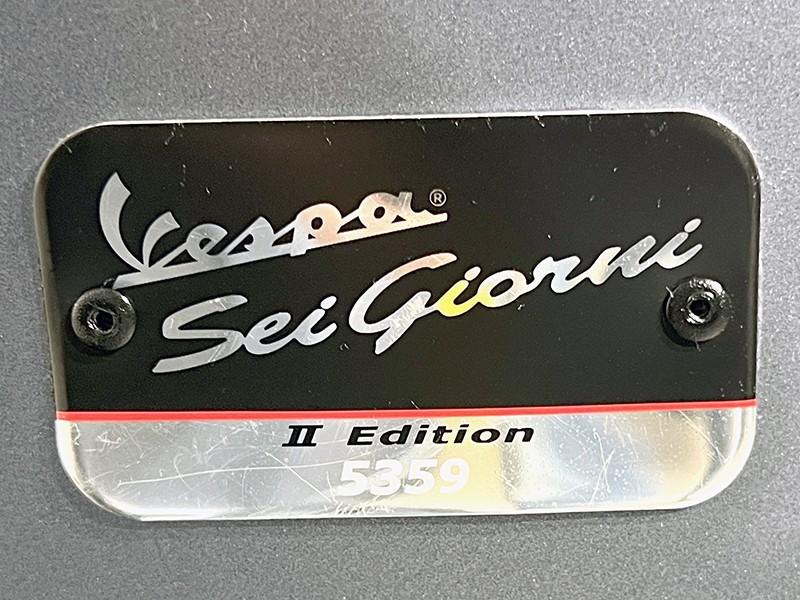 Vespa®
Sei Giorni
II Edition
5359